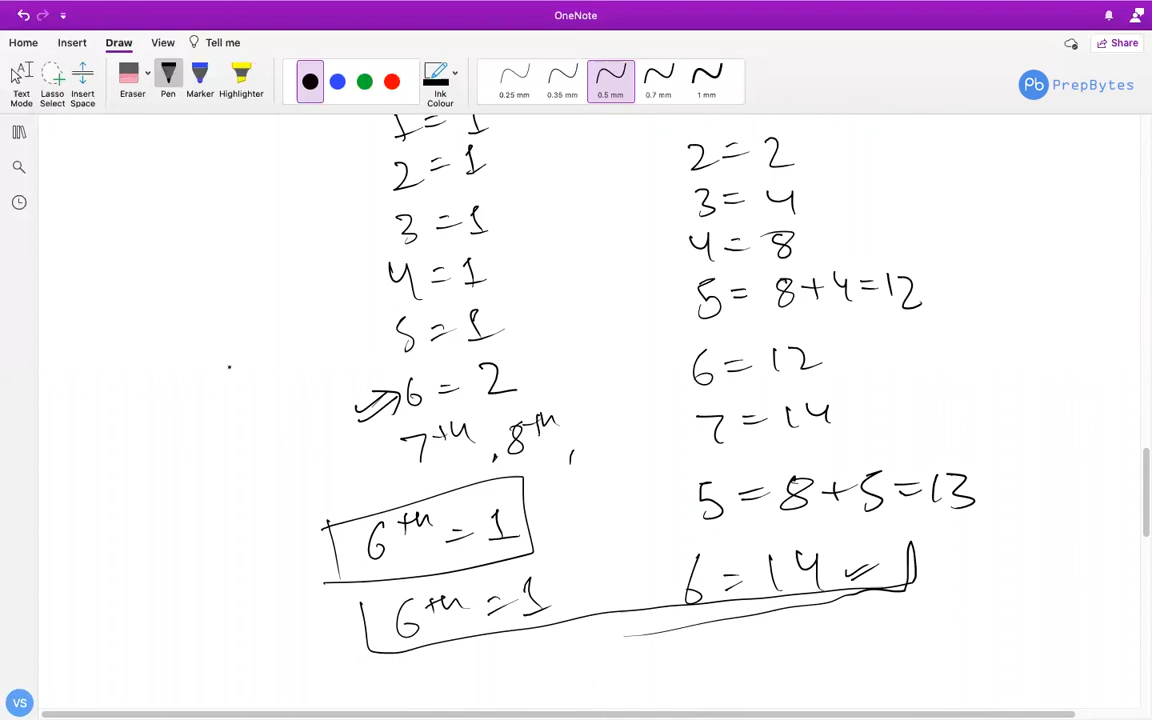 OneNote
Home Insert Draw View Tell me
Share
Text Mode
Lasso Select
Insert Space
Eraser
Pen
Marker
Highlighter
Ink Colour
0.25 mm
0.35 mm
0.5 mm
0.7 mm
1 mm
Pb PrepBytes
1 = 1
2 = 1
3 = 1
4 = 1
5 = 1
6 = 2
7th, 8th,
6th = 1
6th = 1
2 = 2
3 = 4
4 = 8
5 = 8+4=12
6 = 12
7 = 14
5 = 8+5=13
6 = 14
VS